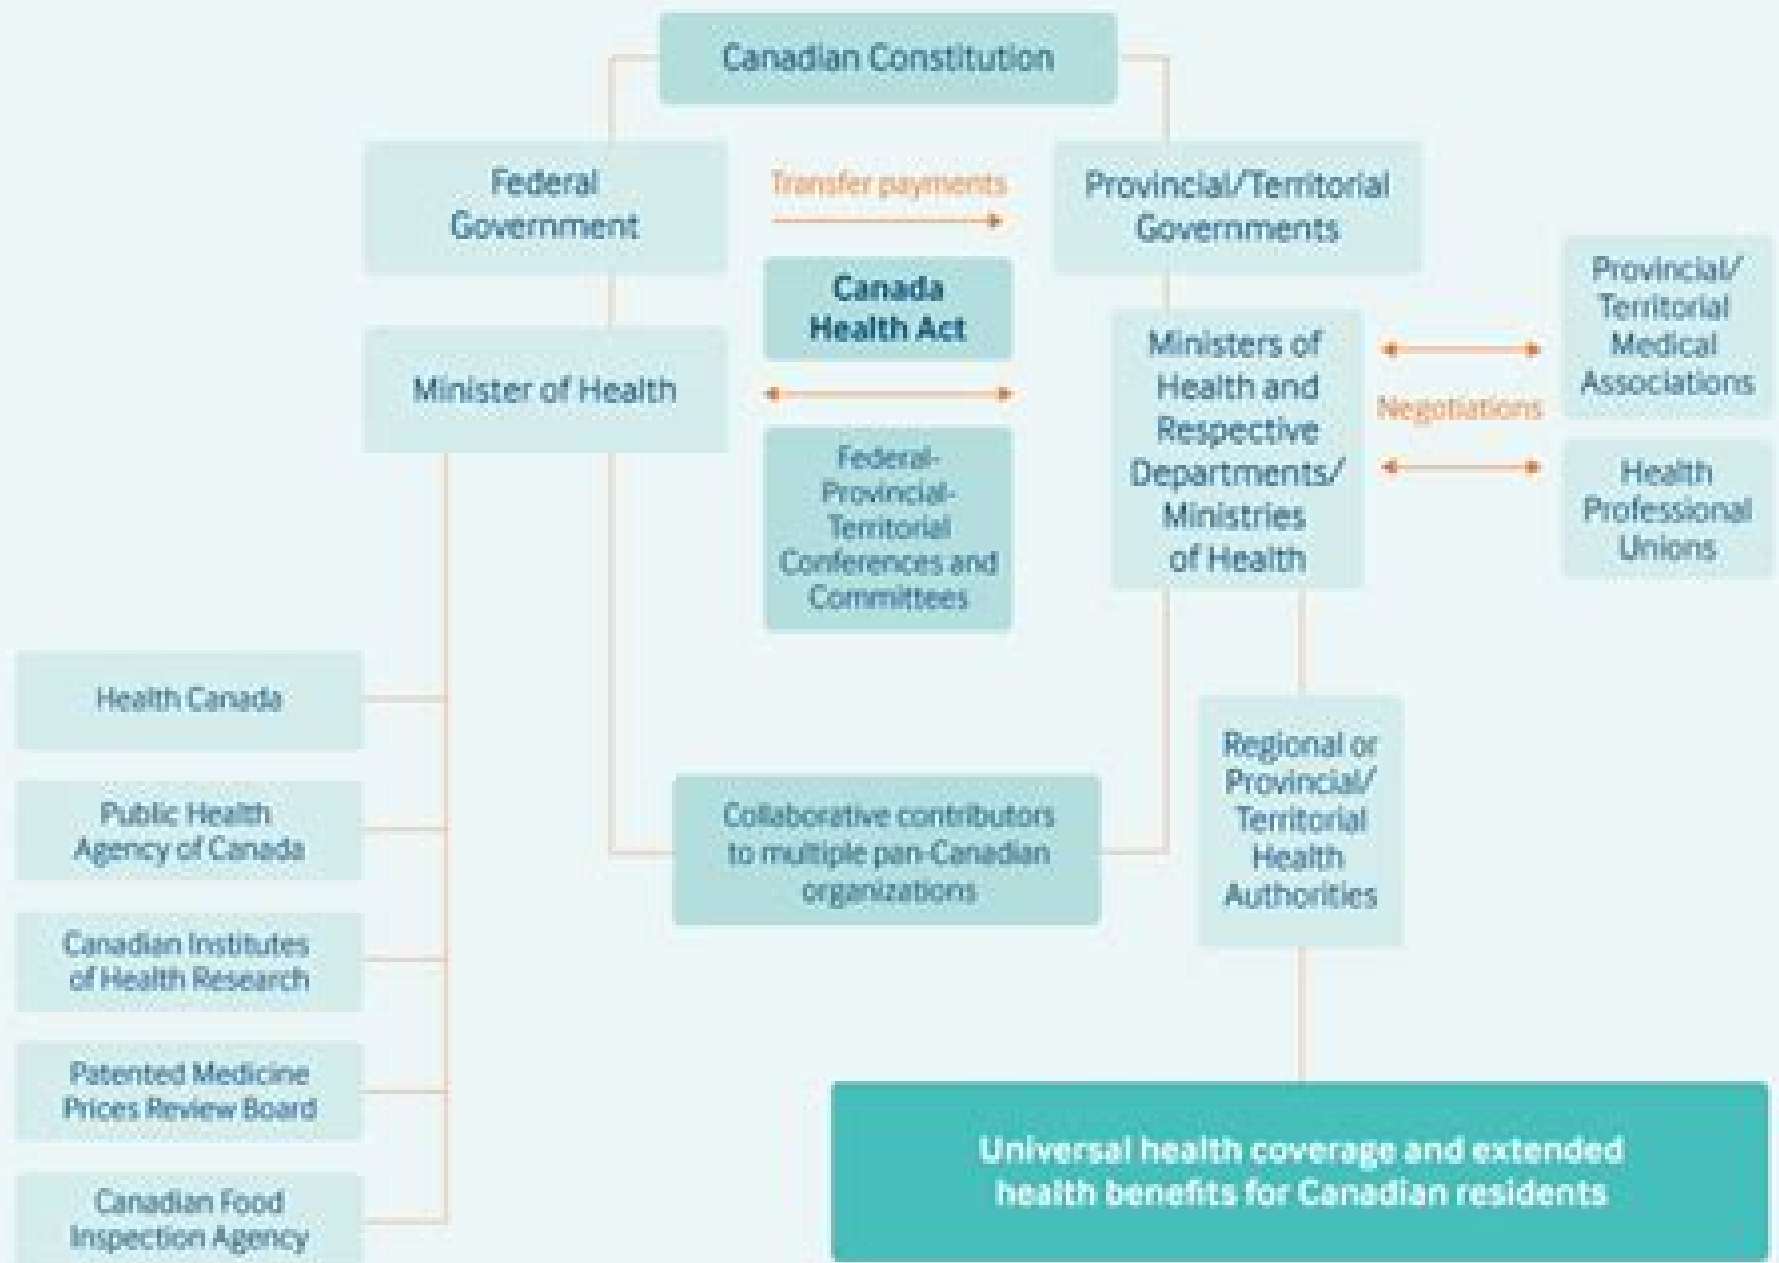 Canadian Constitution
Federal
Government
Transfer payments
Provincial/Territorial
Governments
Canada
Health Act
Minister of Health
Ministers of
Health and
Respective
Departments/
Ministries
of Health
Provincial/
Territorial
Medical
Associations
Negotiations
Health
Professional
Unions
Federal-
Provincial-
Territorial
Conferences and
Committees
Health Canada
Public Health
Agency of Canada
Canadian Institutes
of Health Research
Patented Medicine
Prices Review Board
Canadian Food
Inspection Agency
Collaborative contributors
to multiple pan-Canadian
organizations
Regional or
Provincial/
Territorial
Health
Authorities
Universal health coverage and extended
health benefits for Canadian residents